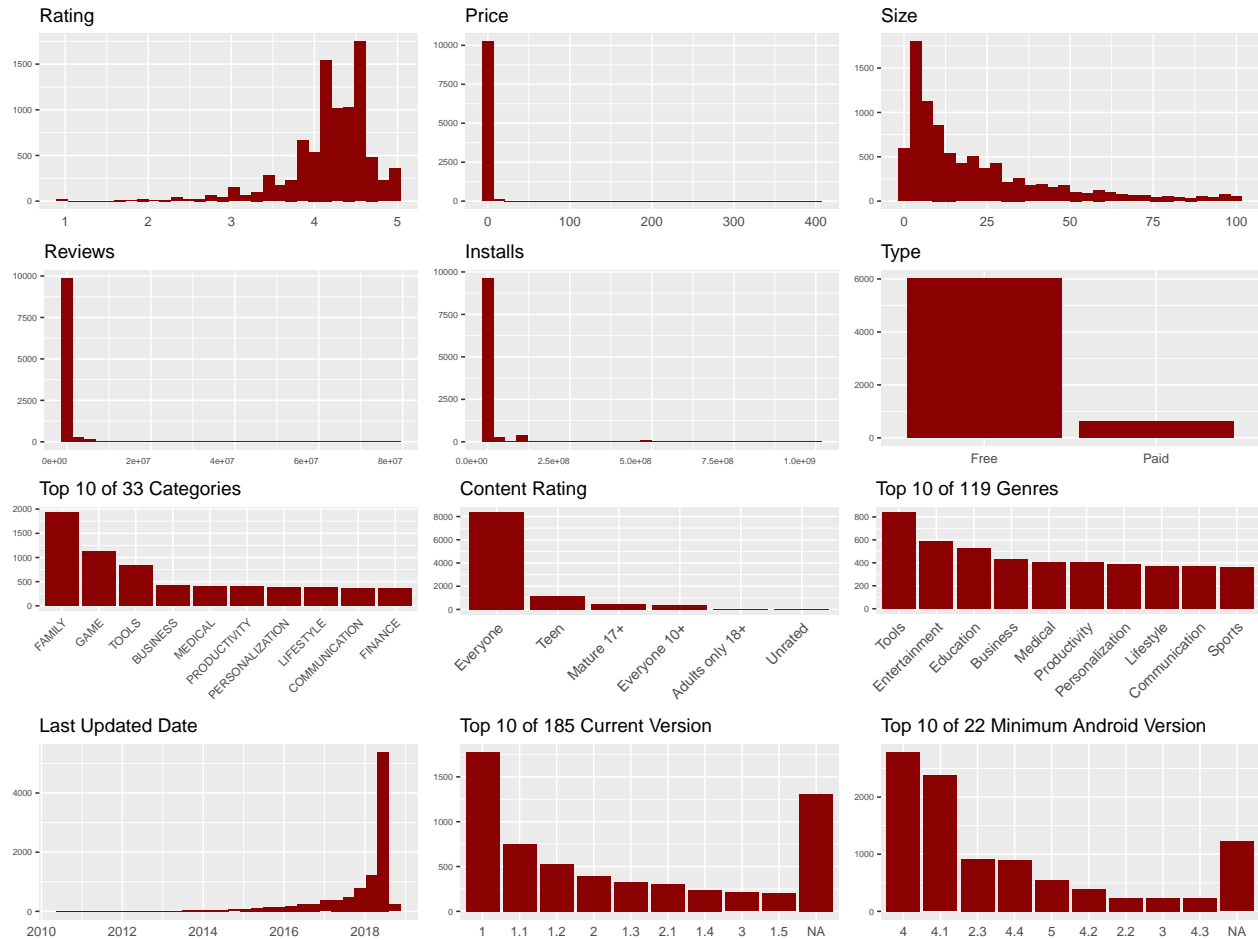 Rating
Price
Size
1750
1500
1000
500
0
1 2 3 4 5
10000
7500
5000
2500
0
0 100 200 300 400
1500
1000
500
0
0 25 50 75 100
Reviews
Installs
Type
10000
7500
5000
2500
0
0e+00 2e+07 4e+07 6e+07 8e+07
10000
7500
5000
2500
0
0.0e+00 2.5e+08 5.0e+08 7.5e+08 1.0e+09
6000
4000
2000
0
Free Paid
Top 10 of 33 Categories
Content Rating
Top 10 of 119 Genres
2000
1500
1000
500
0
FAMILY
GAME
TOOLS
BUSINESS
MEDICAL
PRODUCTIVITY
PERSONALIZATION
LIFESTYLE
COMMUNICATION
FINANCE
8000
6000
4000
2000
0
Everyone
Teen
Mature 17+
Everyone 10+
Adults only 18+
Unrated
800
600
400
200
0
Tools
Entertainment
Education
Business
Medical
Productivity
Personalization
Lifestyle
Communication
Sports
Last Updated Date
Top 10 of 185 Current Version
Top 10 of 22 Minimum Android Version
4000
2000
0
2010 2012 2014 2016 2018
1500
1000
500
0
1 1.1 1.2 2 1.3 2.1 1.4 3 1.5 NA
2000
1000
0
4 4.1 2.3 4.4 5 4.2 2.2 3 4.3 NA